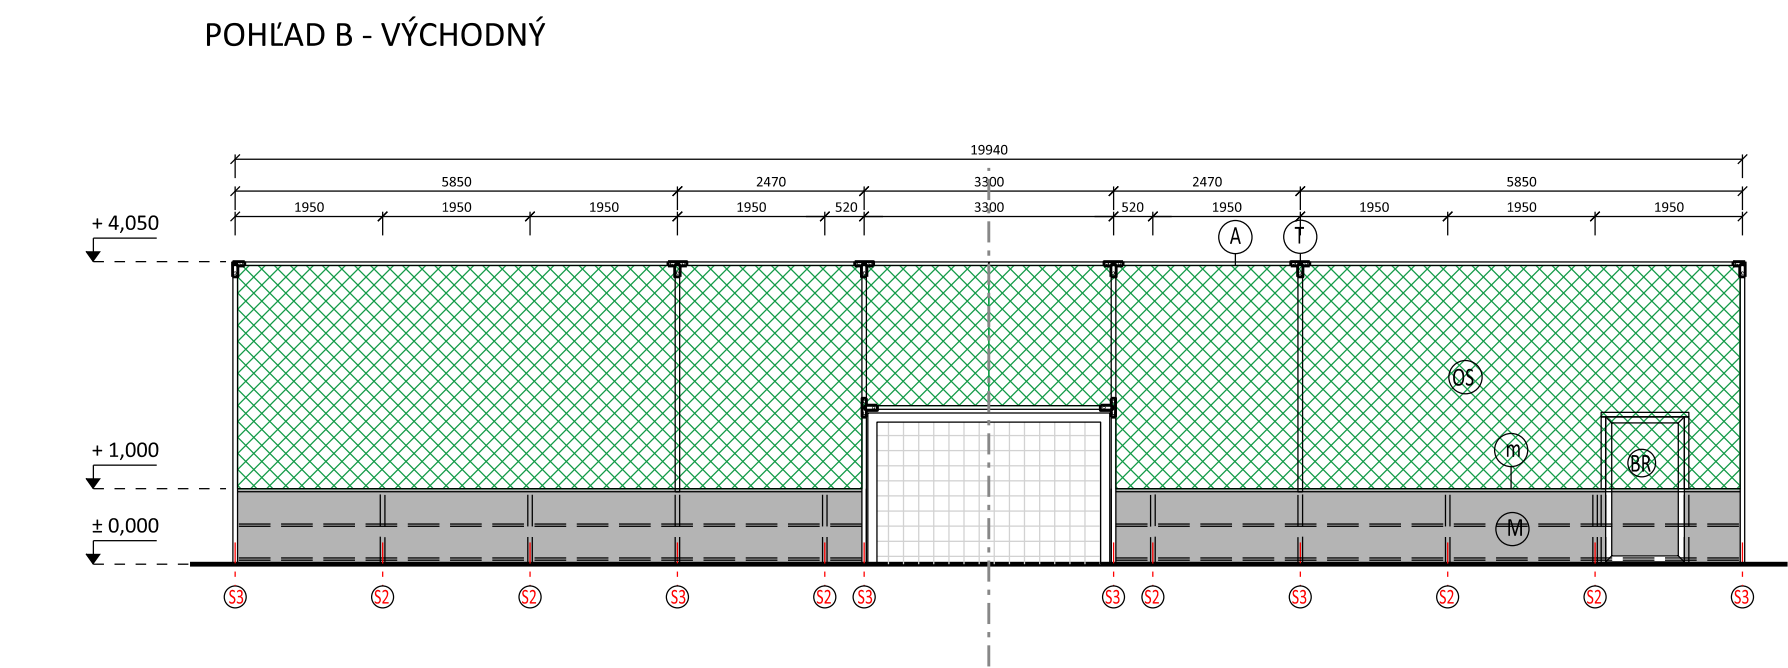 POHĽAD B - VÝCHODNÝ
19940
5850 2470 3300 2470 5850
1950 1950 1950 1950 520 3300 520 1950 1950 1950 1950
+ 4,050
A T
OS
+ 1,000
m
BR
± 0,000
M
S3 S2 S2 S3 S2 S3 S3 S2 S3 S2 S2 S3